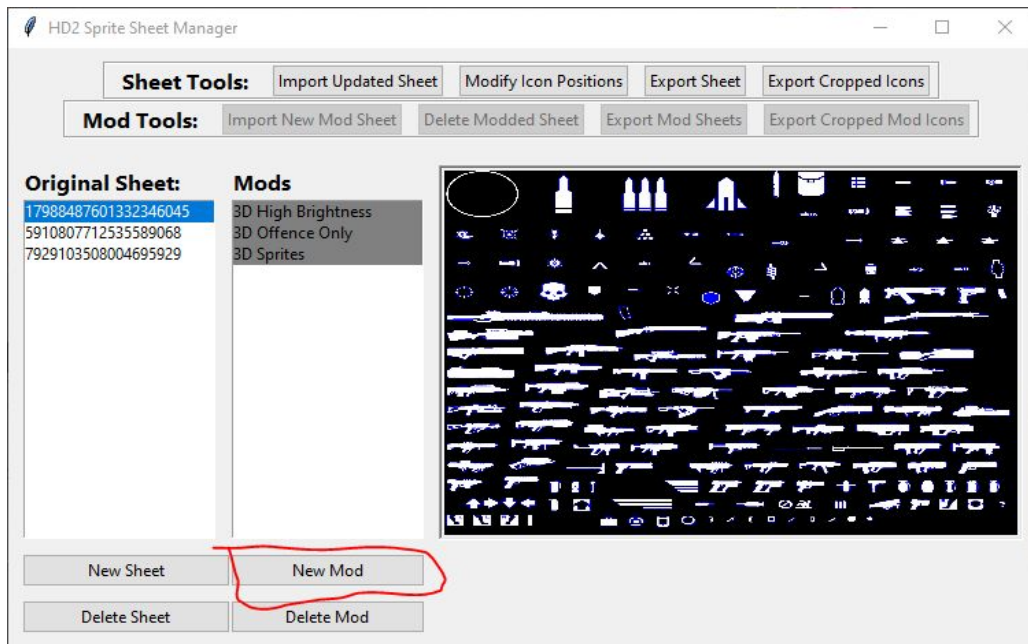 HD2 Sprite Sheet Manager
Sheet Tools: Import Updated Sheet Modify Icon Positions Export Sheet Export Cropped Icons
Mod Tools: Import New Mod Sheet Delete Modded Sheet Export Mod Sheets Export Cropped Mod Icons
Original Sheet: Mods
17988487601332346045 3D High Brightness
5910807712535589068 3D Offence Only
7929103508004695929 3D Sprites
New Sheet New Mod
Delete Sheet Delete Mod